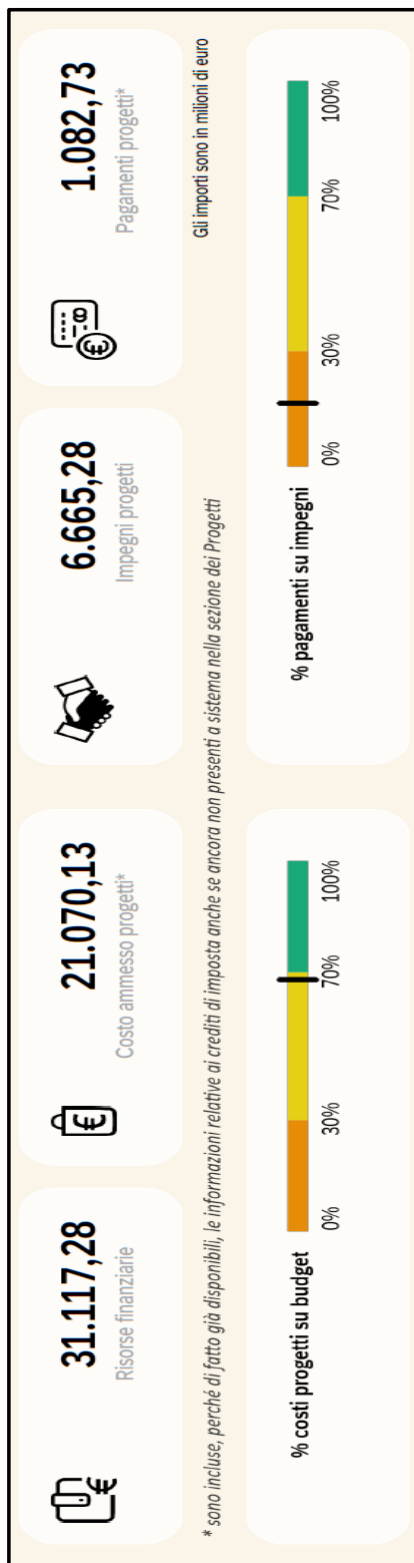 31.117,28
Risorse finanziarie
21.070,13
Costo ammesso progetti*
6.665,28
Impegni progetti
1.082,73
Pagamenti progetti*
Gli importi sono in milioni di euro
* sono incluse, perché di fatto già disponibili, le informazioni relative ai crediti di imposta anche se ancora non presenti a sistema nella sezione dei Progetti
% costi progetti su budget
0% 30% 70% 100%
% pagamenti su impegni
0% 30% 70% 100%